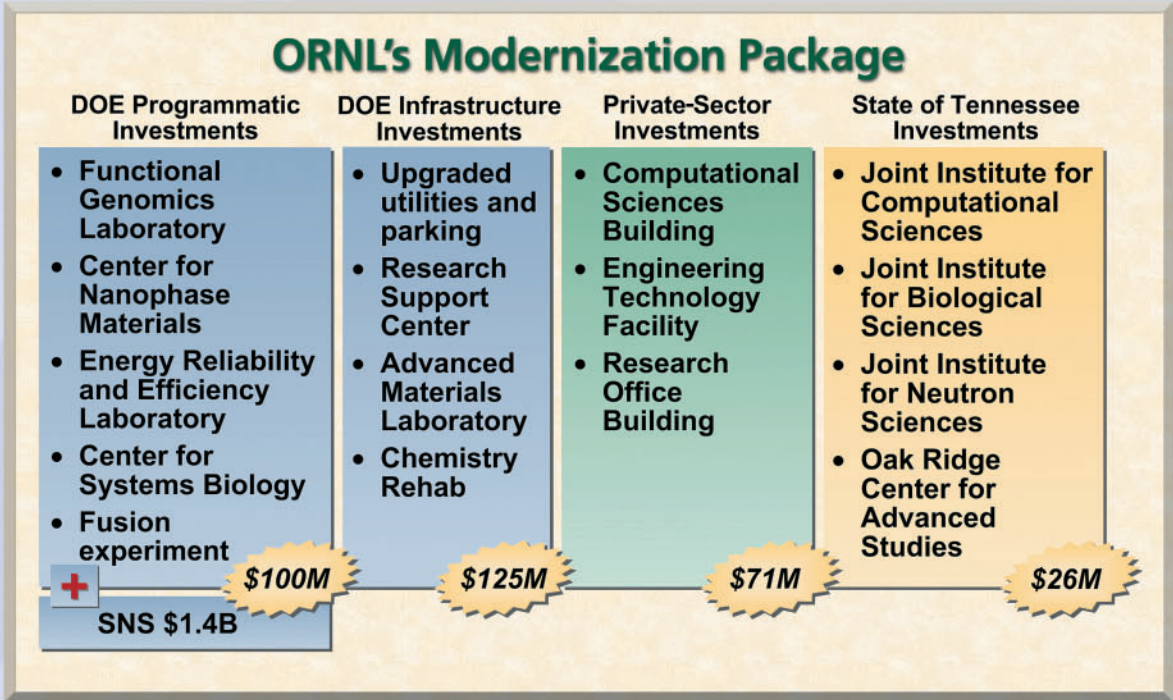 ORNL's Modernization Package
DOE Programmatic
Investments
• Functional
Genomics
Laboratory
• Center for
Nanophase
Materials
• Energy Reliability
and Efficiency
Laboratory
• Center for
Systems Biology
• Fusion
experiment
$100M
+
SNS $1.4B
DOE Infrastructure
Investments
• Upgraded
utilities and
parking
• Research
Support
Center
• Advanced
Materials
Laboratory
• Chemistry
Rehab
$125M
Private-Sector
Investments
• Computational
Sciences
Building
• Engineering
Technology
Facility
• Research
Office
Building
$71M
State of Tennessee
Investments
• Joint Institute for
Computational
Sciences
• Joint Institute
for Biological
Sciences
• Joint Institute
for Neutron
Sciences
• Oak Ridge
Center for
Advanced
Studies
$26M